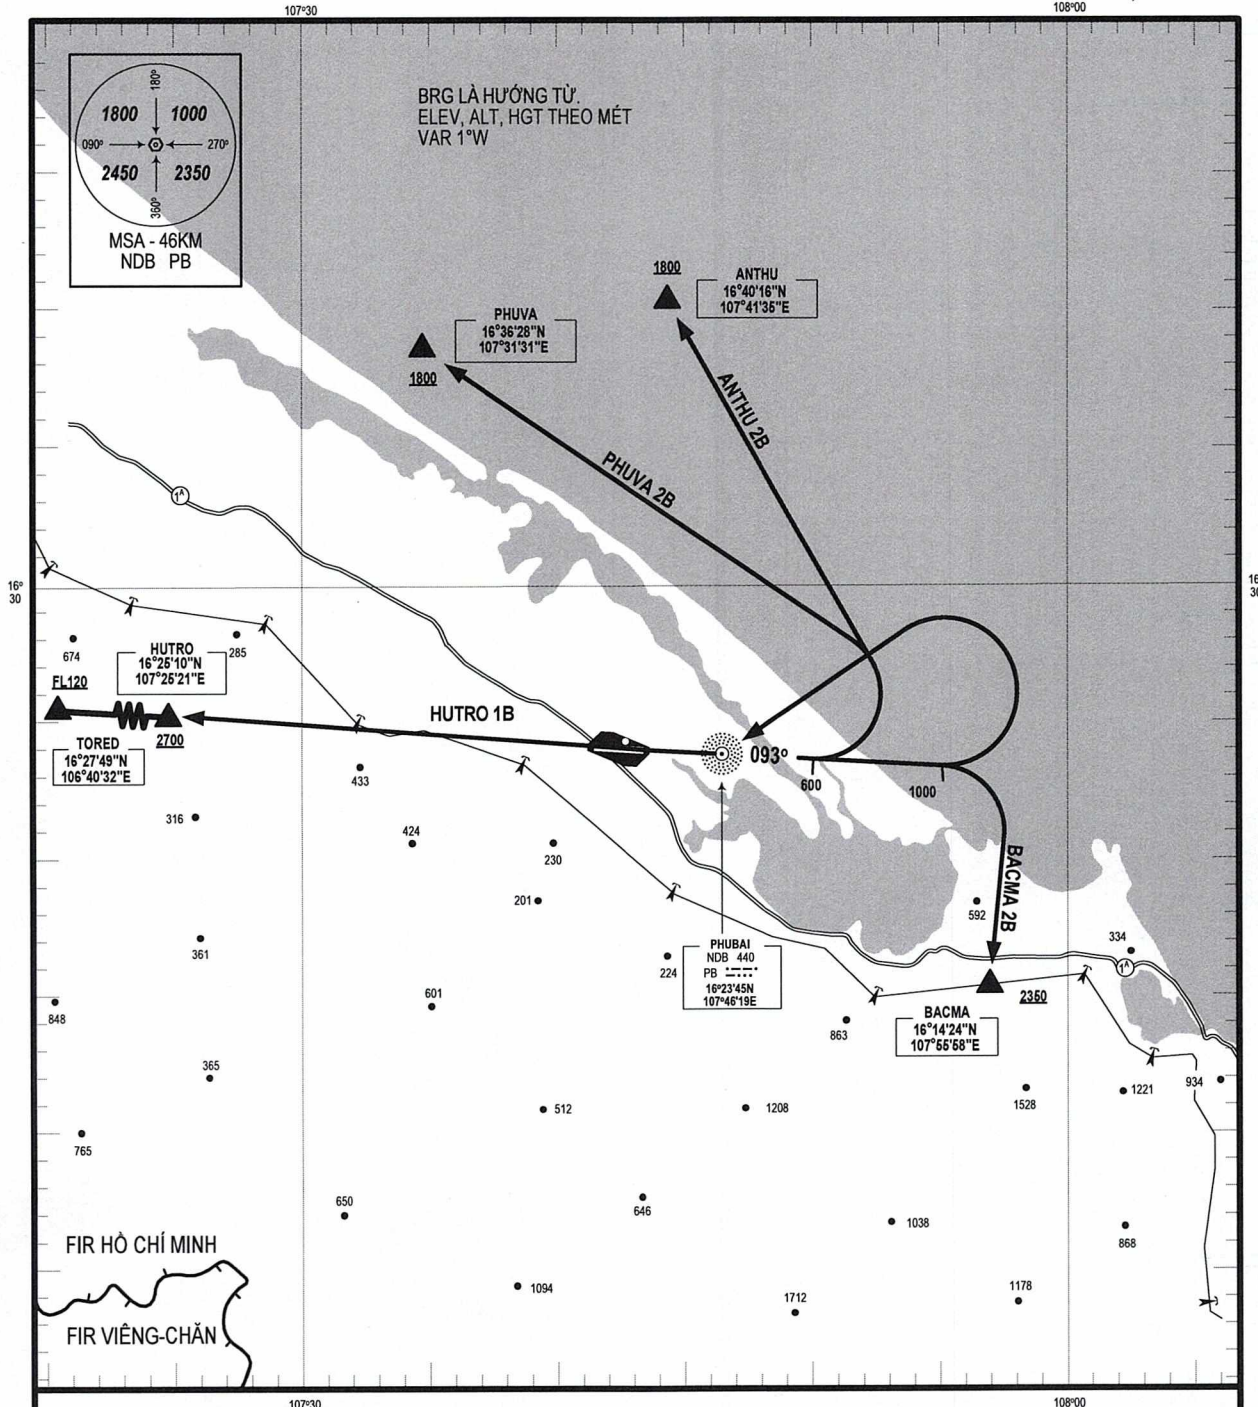 107°30'
108°00'
180°
1800
1000
090°
270°
2450
2350
360°
MSA - 46KM
NDB PB
BRG LÀ HƯỚNG TỪ.
ELEV, ALT, HGT THEO MÉT
VAR 1°W
1800
ANTHU
16°40'16"N
107°41'35"E
PHUVA
16°36'28"N
107°31'31"E
1800
ANTHU 2B
PHUVA 2B
1A
16°
30
16
30
674
285
HUTRO
16°25'10"N
107°25'21"E
FL120
2700
HUTRO 1B
TORED
16°27'49"N
106°40'32"E
093°
600
1000
433
316
424
230
BACMA 2B
201
592
361
224
PHUBAI
NDB 440
PB
16°23'45N
107°46'19E
334
1A
848
601
863
2350
BACMA
16°14'24"N
107°55'58"E
365
512
1208
1528
1221
934
765
650
646
1038
868
FIR HỒ CHÍ MINH
1094
1712
1178
FIR VIÊNG-CHĂN
107°30
108°00